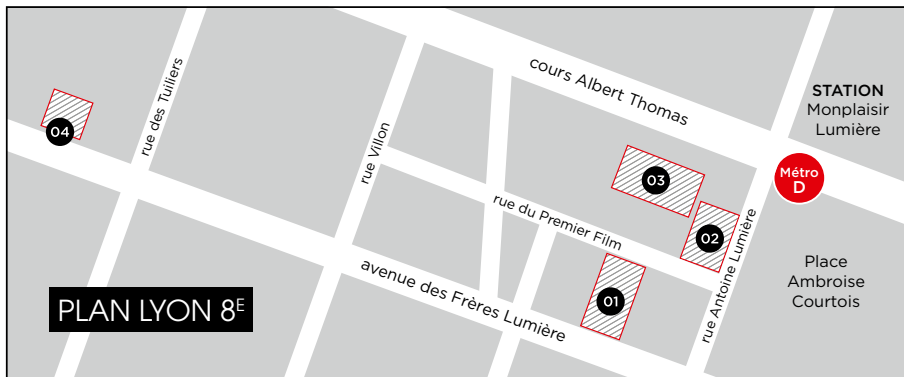 cours Albert Thomas
STATION
Monplaisir
Lumière
Métro
D
rue des Tuiliers
rue Villon
04
03
02
01
rue du Premier Film
rue Antoine Lumière
avenue des Frères Lumière
Place
Ambroise
Courtois
PLAN LYON 8E